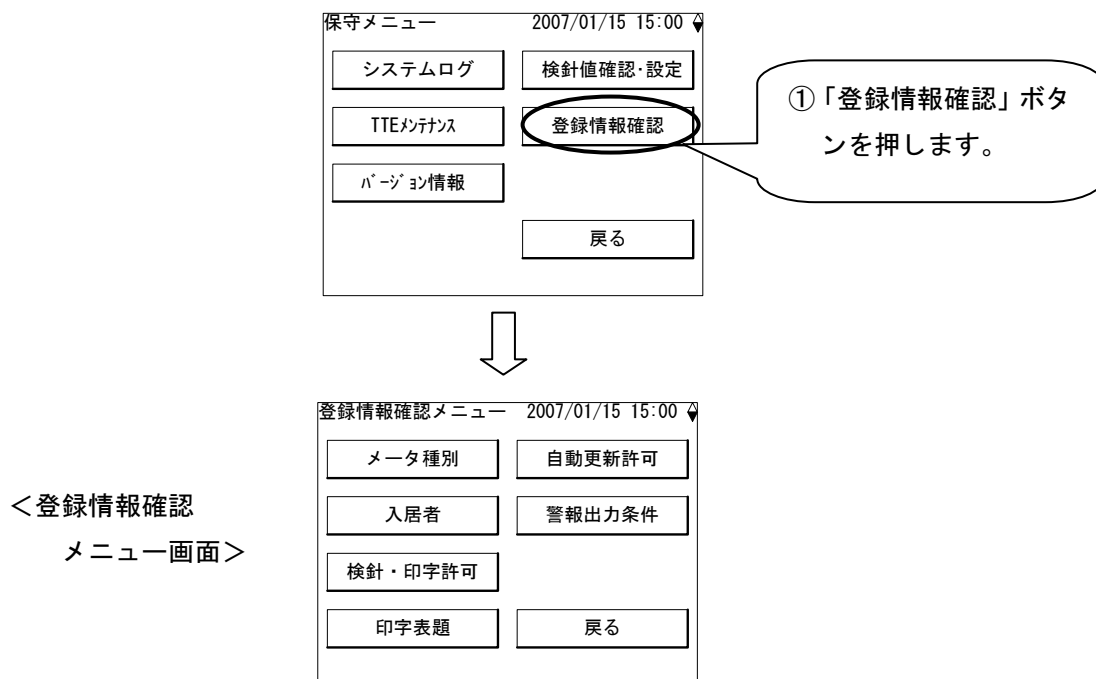 保守メニュー 2007/01/15 15:00
システムログ 検針値確認・設定
TTEﾒﾝﾃﾅﾝｽ 登録情報確認
ﾊﾞｰｼﾞｮﾝ情報
戻る
①「登録情報確認」ボタ
ンを押します。
登録情報確認メニュー 2007/01/15 15:00
メータ種別 自動更新許可
入居者 警報出力条件
検針・印字許可
印字表題 戻る
＜登録情報確認
メニュー画面＞